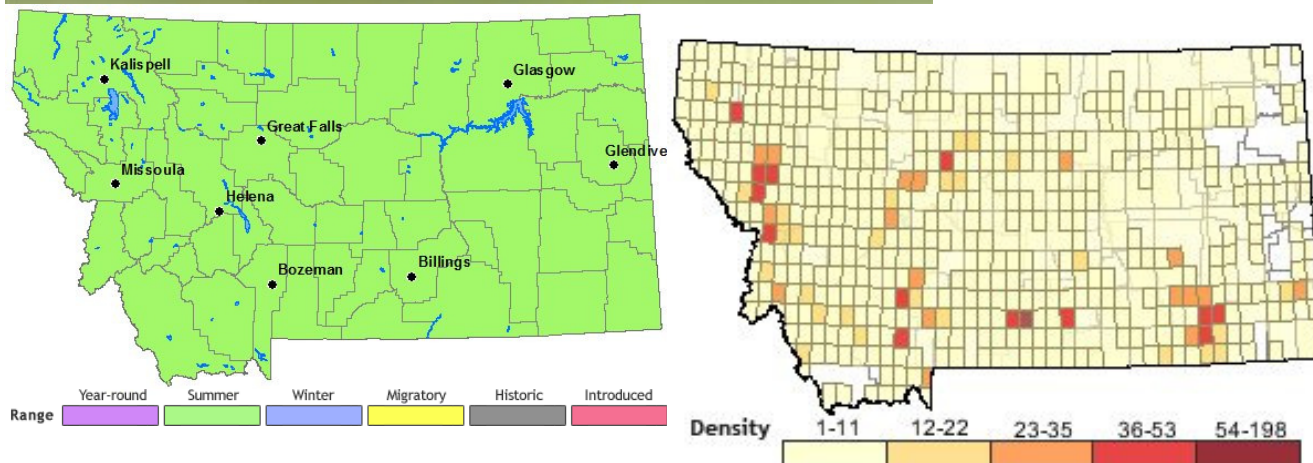 Kalispell
Glasgow
Great Falls
Glendive
Missoula
Helena
Bozeman
Billings
Year-round Summer Winter Migratory Historic Introduced
Range
Density 1-11 12-22 23-35 36-53 54-198